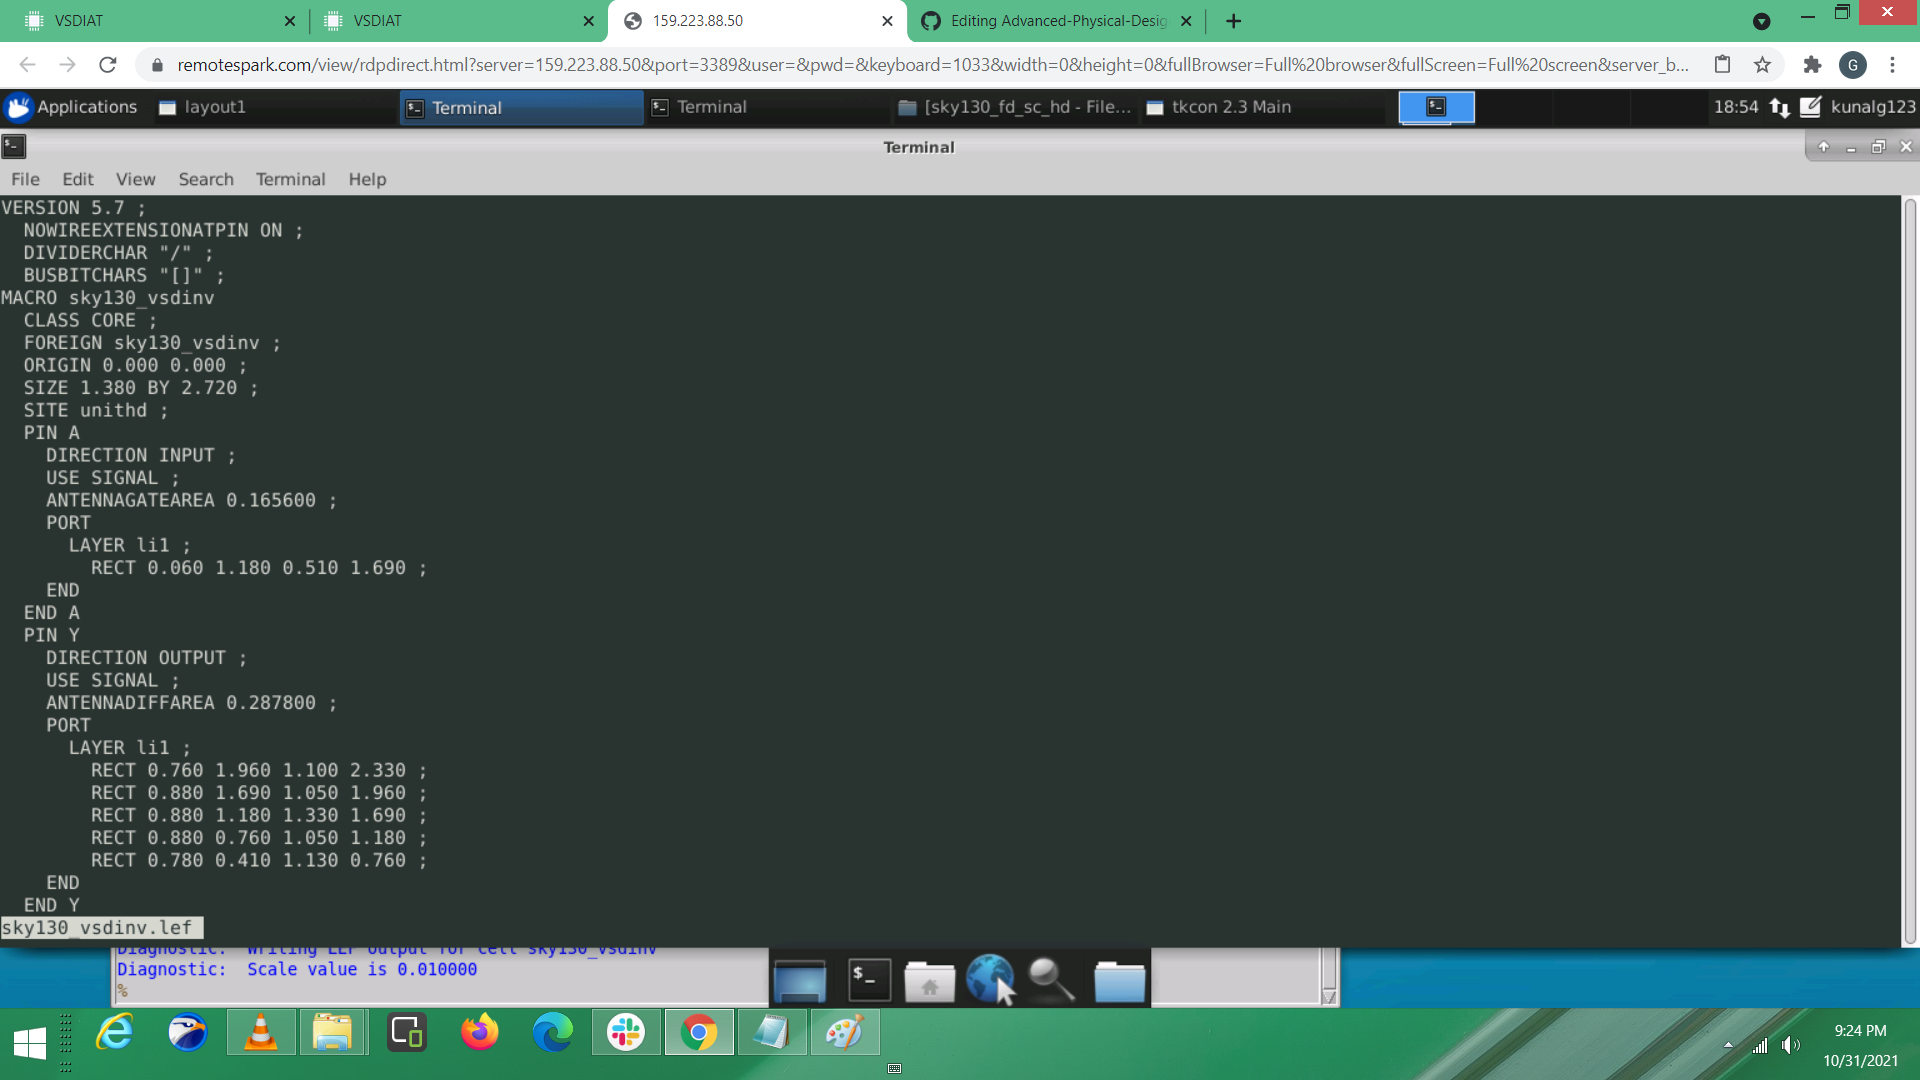 VSDIAT
VSDIAT
159.223.88.50
Editing Advanced-Physical-Desig
remotespark.com/view/rdpdirect.html?server=159.223.88.50&port=3389&user=&pwd=&keyboard=1033&width=0&height=0&fullBrowser=Full%20browser&fullScreen=Full%20screen&server_b...
G
Applications
layout1
Terminal
Terminal
[sky130_fd_sc_hd - File...
tkcon 2.3 Main
18:54
kunalg123
Terminal
File Edit View Search Terminal Help
VERSION 5.7 ;
NOWIREEXTENSIONATPIN ON ;
DIVIDERCHAR "/" ;
BUSBITCHARS "[]" ;
MACRO sky130_vsdinv
CLASS CORE ;
FOREIGN sky130_vsdinv ;
ORIGIN 0.000 0.000 ;
SIZE 1.380 BY 2.720 ;
SITE unithd ;
PIN A
DIRECTION INPUT ;
USE SIGNAL ;
ANTENNAGATEAREA 0.165600 ;
PORT
LAYER li1 ;
RECT 0.060 1.180 0.510 1.690 ;
END
END A
PIN Y
DIRECTION OUTPUT ;
USE SIGNAL ;
ANTENNADIFFAREA 0.287800 ;
PORT
LAYER li1 ;
RECT 0.760 1.960 1.100 2.330 ;
RECT 0.880 1.690 1.050 1.960 ;
RECT 0.880 1.180 1.330 1.690 ;
RECT 0.880 0.760 1.050 1.180 ;
RECT 0.780 0.410 1.130 0.760 ;
END
END Y
sky130_vsdinv.lef
Diagnostic: Writing LEF output for cell sky130_vsdinv
Diagnostic: Scale value is 0.010000
%
9:24 PM
10/31/2021